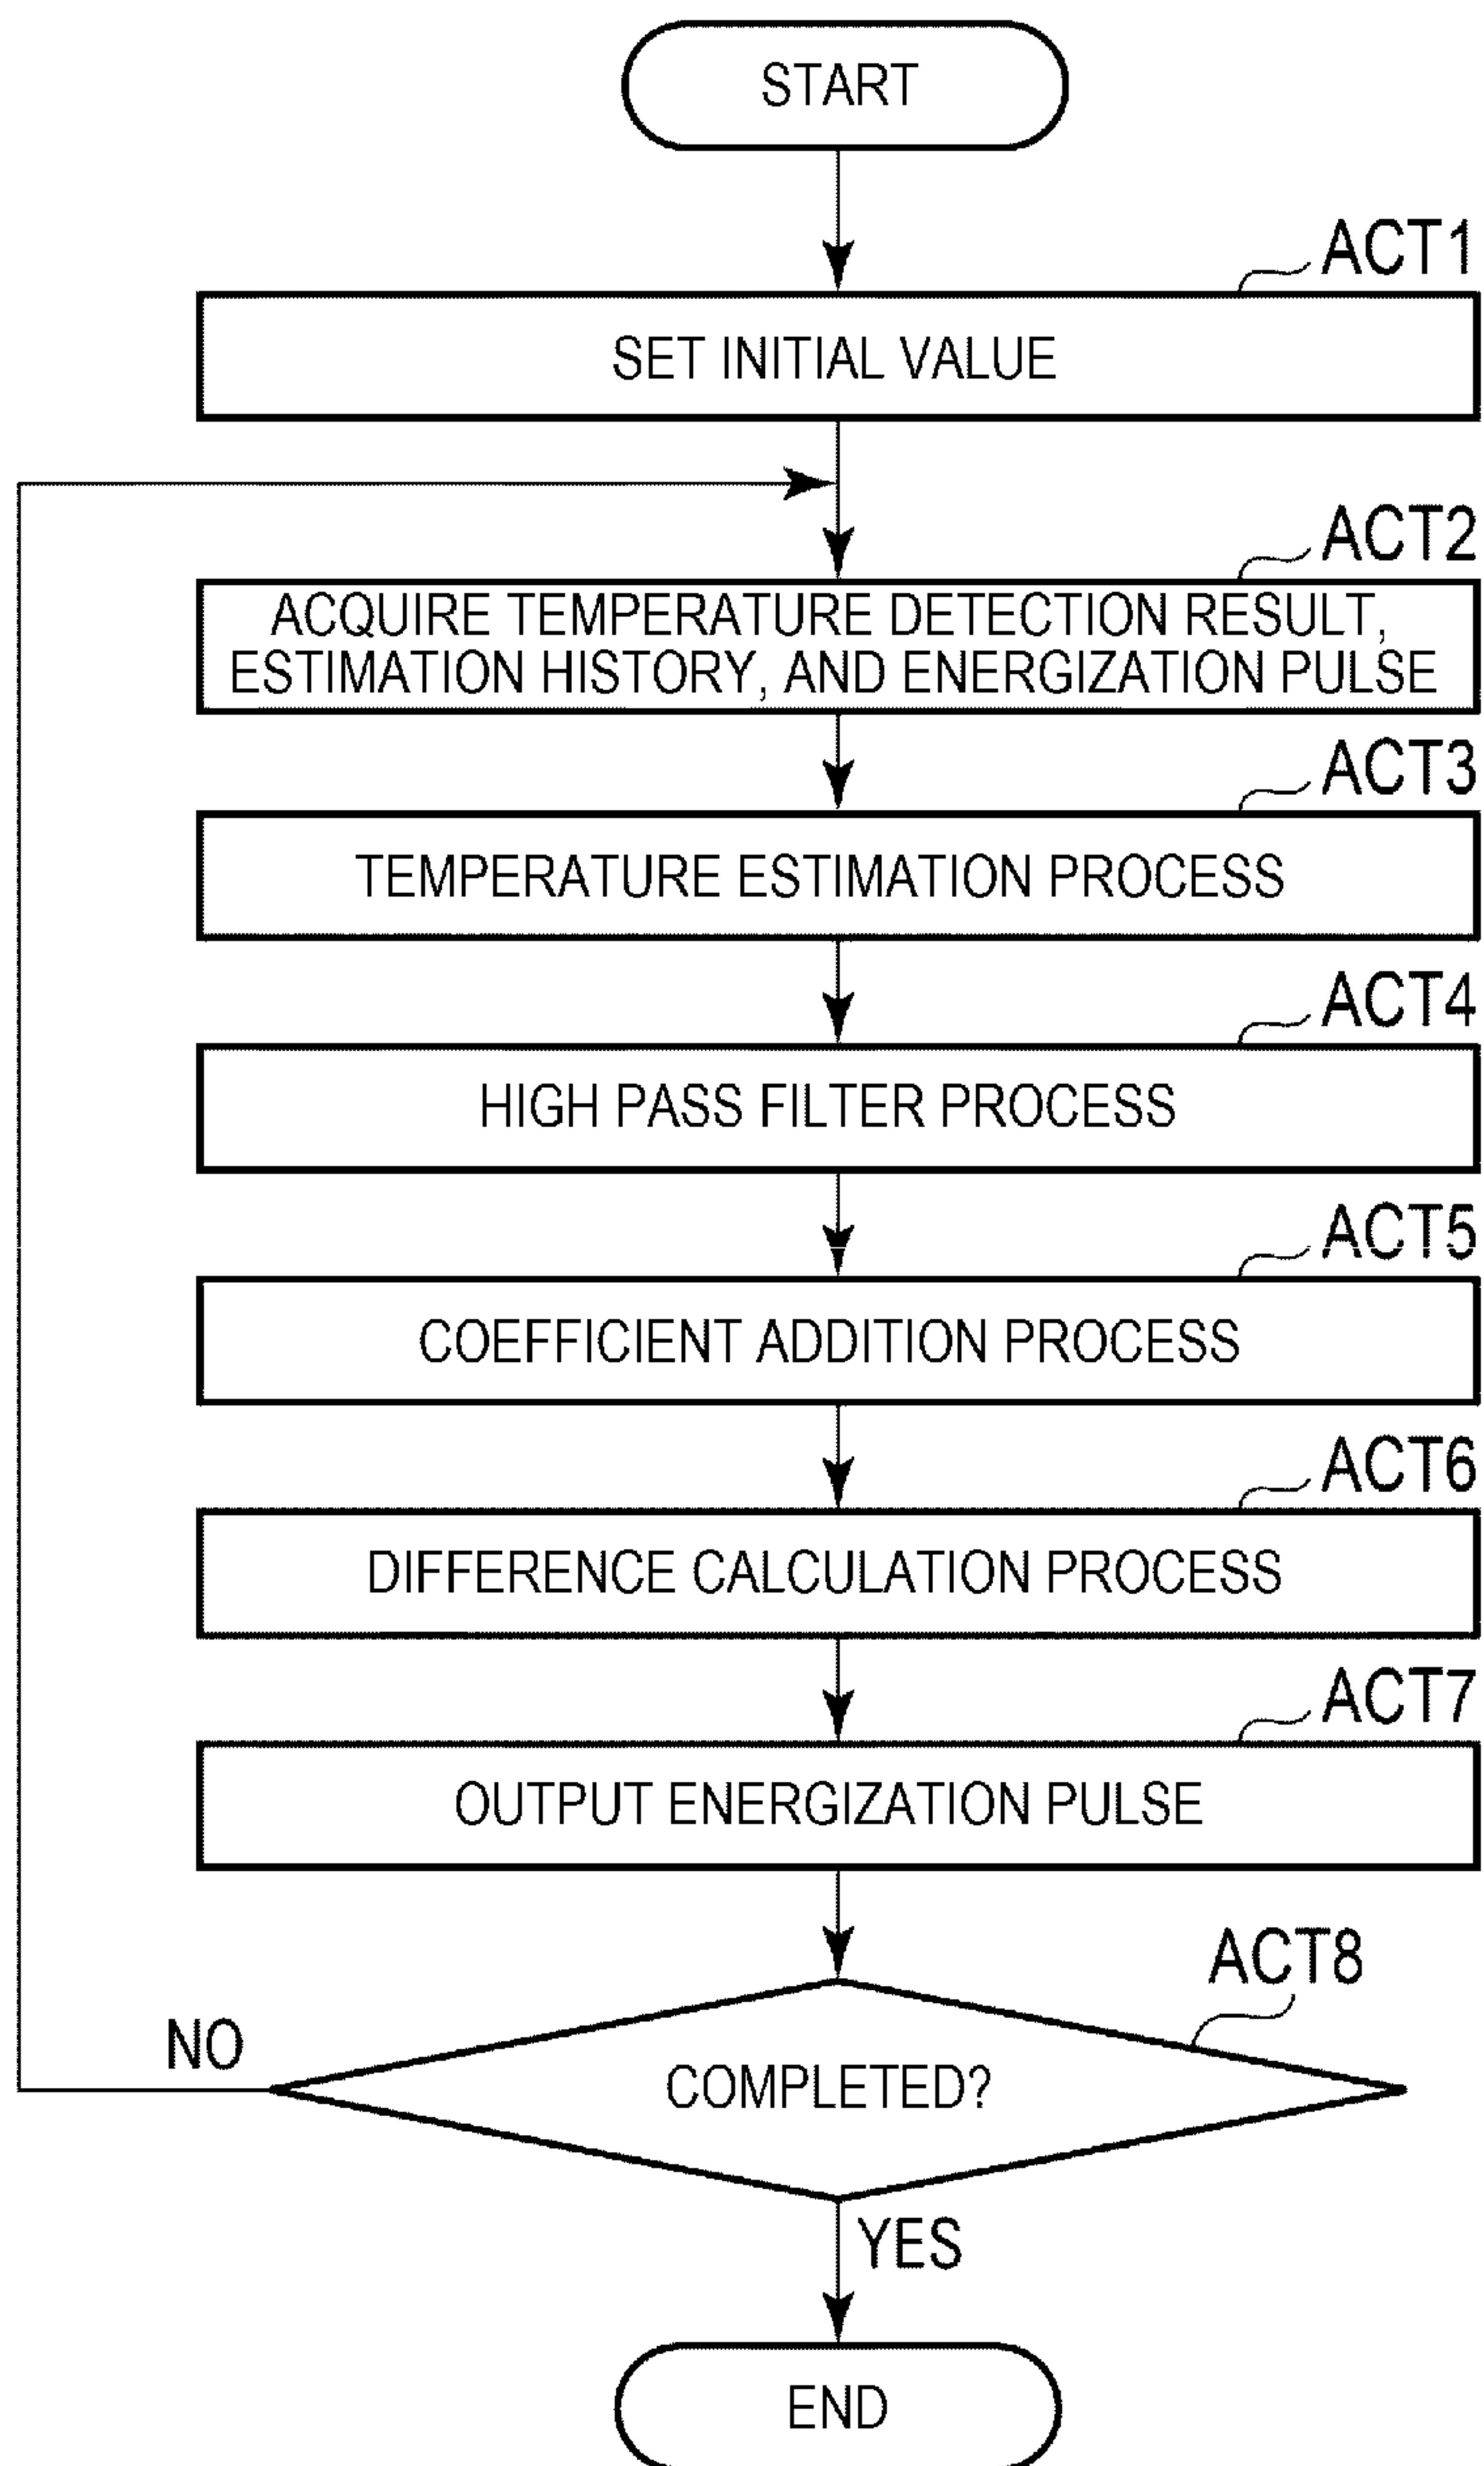 START
ACT1
SET INITIAL VALUE
ACT2
ACQUIRE TEMPERATURE DETECTION RESULT,
ESTIMATION HISTORY, AND ENERGIZATION PULSE
ACT3
TEMPERATURE ESTIMATION PROCESS
ACT4
HIGH PASS FILTER PROCESS
ACT5
COEFFICIENT ADDITION PROCESS
ACT6
DIFFERENCE CALCULATION PROCESS
ACT7
OUTPUT ENERGIZATION PULSE
ACT8
NO
COMPLETED?
YES
END